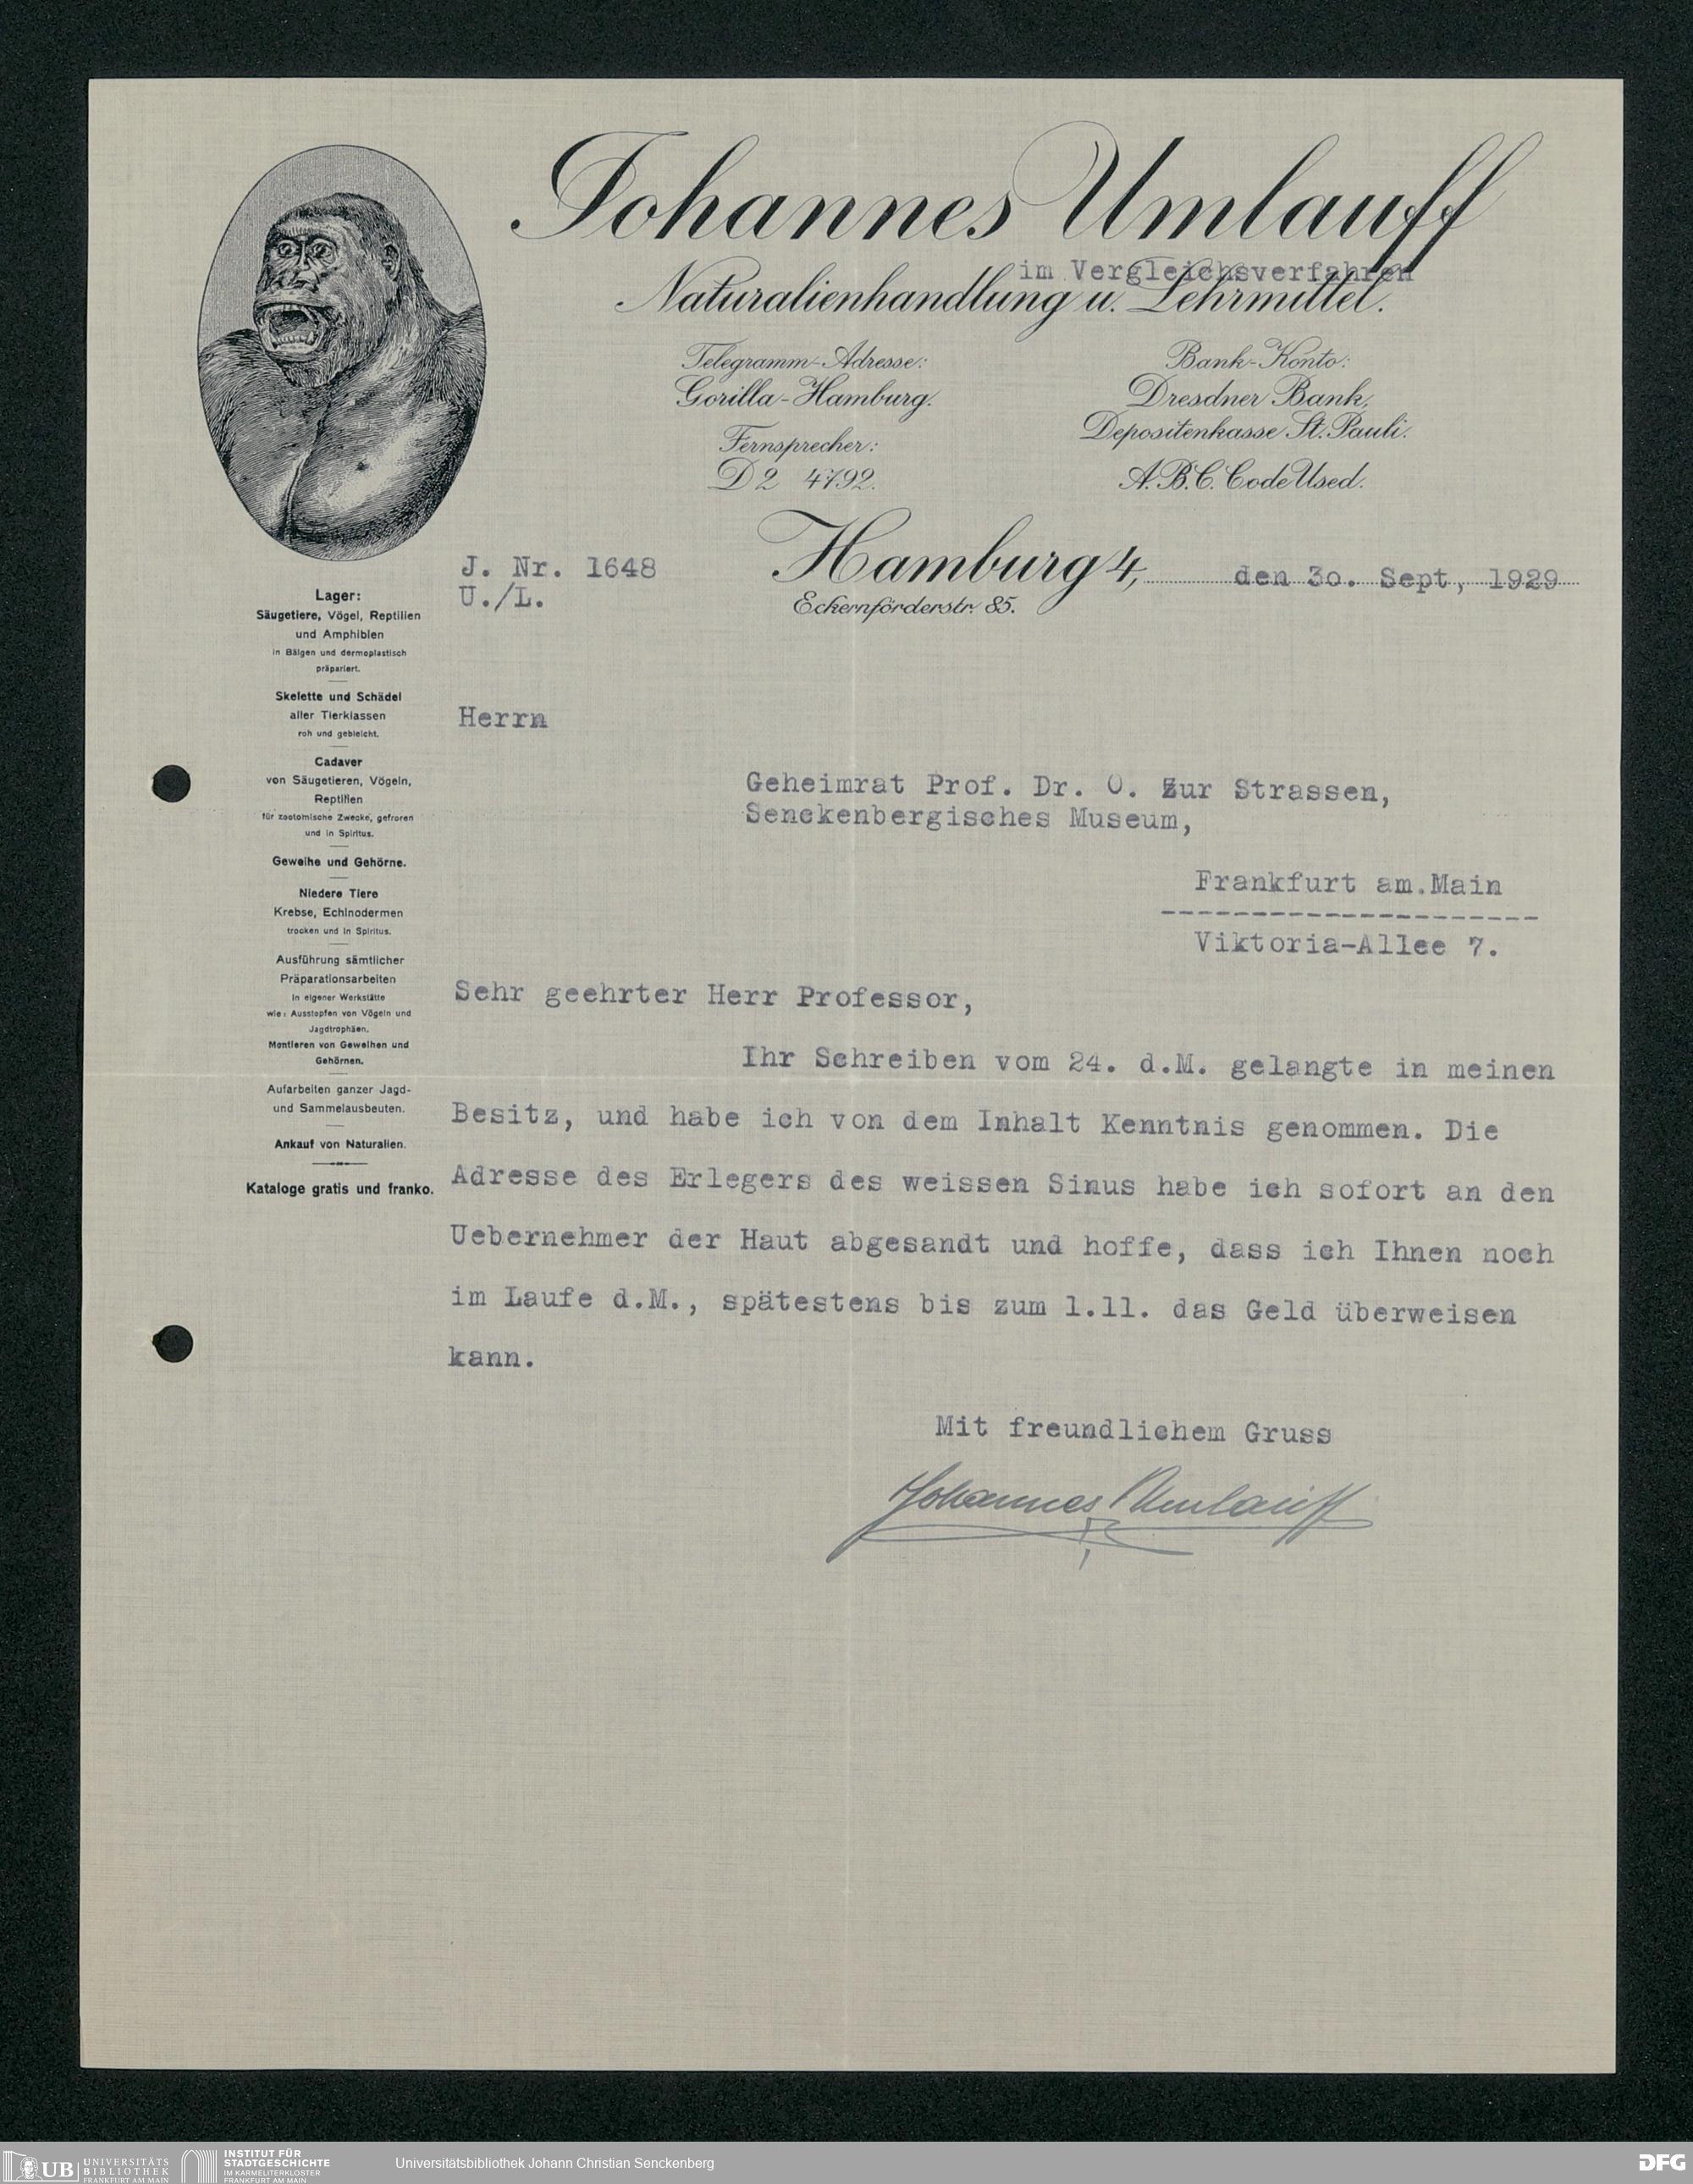 Johannes Umlauff
im Vergleichsverfahren
Naturalienhandlung u. Lehrmittel.
Telegramm-Adresse:
Gorilla-Hamburg.
Fernsprecher:
D2 4792.
Bank-Konto:
Dresdner Bank,
Depositenkasse St. Pauli.
A.B.C. Code Used.
J. Nr. 1648
U./L.
Hamburg 4, den 3o. Sept, 1929
Eckernförderstr. 85.
Lager:
Säugetiere, Vögel, Reptilien
und Amphibien
in Bälgen und dermoplastisch
präpariert.
Skelette und Schädel
aller Tierklassen
roh und gebleicht.
Cadaver
von Säugetieren, Vögeln,
Reptilien
für zootomische Zwecke, gefroren
und in Spiritus.
Geweihe und Gehörne.
Niedere Tiere
Krebse, Echinodermen
trocken und in Spiritus.
Ausführung sämtlicher
Präparationsarbeiten
in eigener Werkstätte
wie: Ausstopfen von Vögeln und
Jagdtrophäen.
Montieren von Geweihen und
Gehörnen.
Aufarbeiten ganzer Jagd-
und Sammelausbeuten.
Ankauf von Naturalien.
Kataloge gratis und franko.
Herrn
Geheimrat Prof. Dr. O. Zur Strassen,
Senckenbergisches Museum,
Frankfurt am.Main
Viktoria-Allee 7.
Sehr geehrter Herr Professor,
Ihr Schreiben vom 24. d.M. gelangte in meinen
Besitz, und habe ich von dem Inhalt Kenntnis genommen. Die
Adresse des Erlegers des weissen Sinus habe ich sofort an den
Uebernehmer der Haut abgesandt und hoffe, dass ich Ihnen noch
im Laufe d.M., spätestens bis zum 1.11. das Geld überweisen
kann.
Mit freundlichem Gruss
Johannes Umlauff
UB UNIVERSITÄTS
BIBLIOTHEK
FRANKFURT AM MAIN
INSTITUT FÜR
STADTGESCHICHTE
IM KARMELITERKLOSTER
FRANKFURT AM MAIN
Universitätsbibliothek Johann Christian Senckenberg
DFG